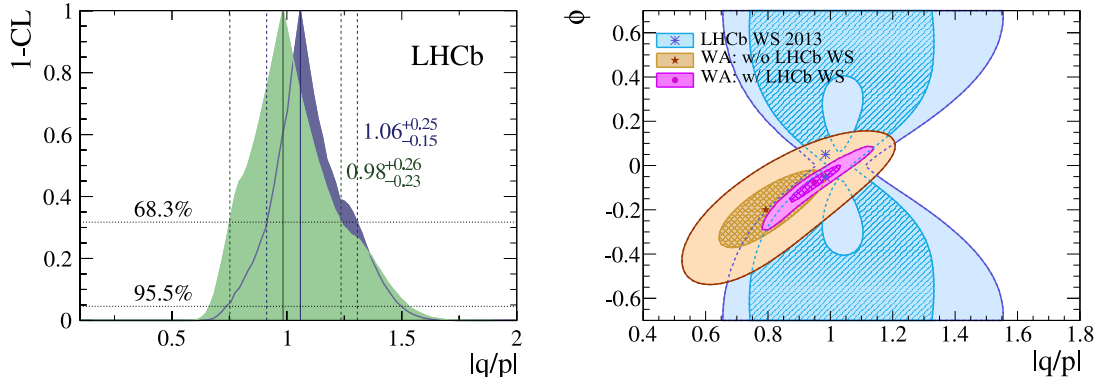 1-CL
1
0.8
0.6
0.4
0.2
0
LHCb
1.06 +0.25 -0.15
0.98 +0.26 -0.23
68.3%
95.5%
0.5
1
1.5
2
|q/p|
ϕ
0.6
0.4
0.2
0
-0.2
-0.4
-0.6
LHCb WS 2013
WA: w/o LHCb WS
WA: w/ LHCb WS
0.4
0.6
0.8
1
1.2
1.4
1.6
1.8
|q/p|